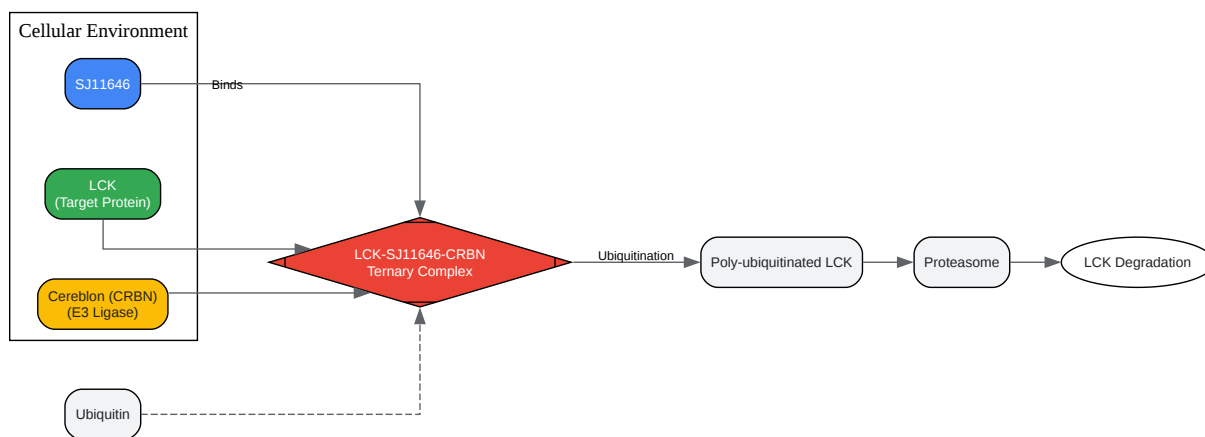 Cellular Environment
SJ11646
Binds
LCK
(Target Protein)
LCK-SJ11646-CRBN
Ternary Complex
Ubiquitination
Poly-ubiquitinated LCK
Proteasome
LCK Degradation
Cereblon (CRBN)
(E3 Ligase)
Ubiquitin